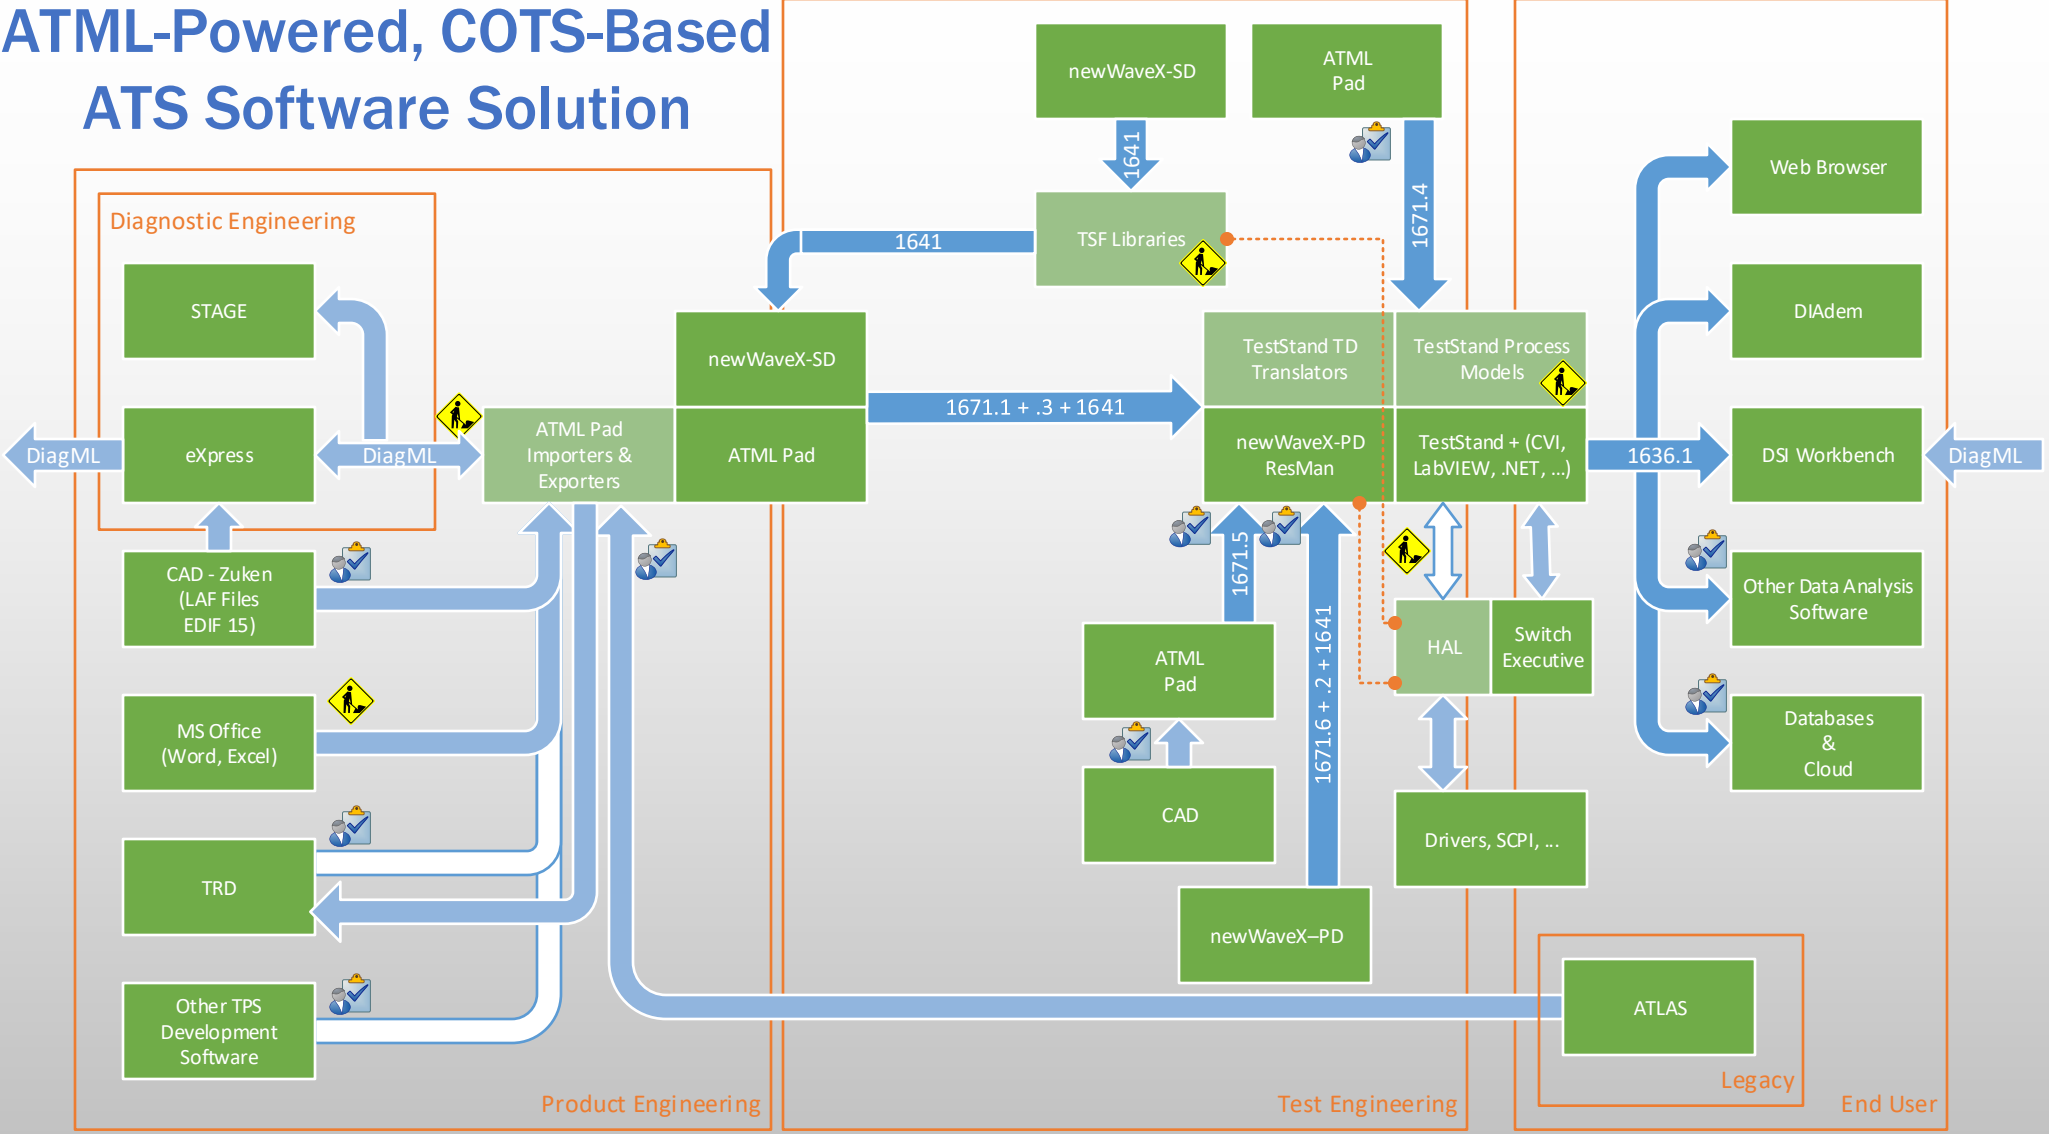 ATML-Powered, COTS-Based
ATS Software Solution
Diagnostic Engineering
STAGE
DiagML
eXpress
DiagML
CAD - Zuken
(LAF Files
EDIF 15)
MS Office
(Word, Excel)
TRD
Other TPS
Development
Software
ATML Pad
Importers &
Exporters
newWaveX-SD
ATML Pad
Product Engineering
newWaveX-SD
1641
TSF Libraries
1641
ATML
Pad
1671.4
1671.1 + .3 + 1641
TestStand TD
Translators
TestStand Process
Models
newWaveX-PD
ResMan
TestStand + (CVI,
LabVIEW, .NET, ...)
1671.5
1671.6 + .2 + 1641
ATML
Pad
CAD
newWaveX–PD
HAL
Switch
Executive
Drivers, SCPI, ...
Test Engineering
1636.1
Web Browser
DIAdem
DSI Workbench
DiagML
Other Data Analysis
Software
Databases
&
Cloud
ATLAS
Legacy
End User